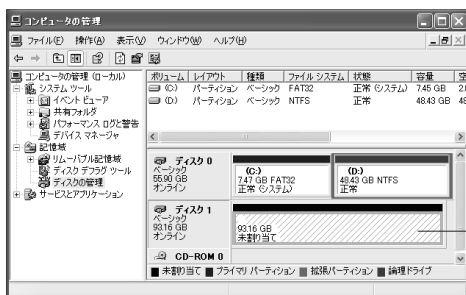 コンピュータの管理
ファイル(F) 操作(A) 表示(V) ウィンドウ(W) ヘルプ(H)
コンピュータの管理 (ローカル)
システム ツール
イベント ビューア
共有フォルダ
パフォーマンス ログと警告
デバイス マネージャ
記憶域
リムーバブル記憶域
ディスク デフラグ ツール
ディスクの管理
サービスとアプリケーション
ボリューム レイアウト 種類 ファイル システム 状態 容量 空
(C:) パーティション ベーシック FAT32 正常 (システム) 7.45 GB
(D:) パーティション ベーシック NTFS 正常 48.43 GB
ディスク 0
ベーシック
55.90 GB
オンライン
(C:)
7.47 GB FAT32
正常 (システム)
(D:)
48.43 GB NTFS
正常
ディスク 1
ベーシック
93.16 GB
オンライン
93.16 GB
未割り当て
CD-ROM 0
未割り当て プライマリ パーティション 拡張パーティション 論理ドライブ